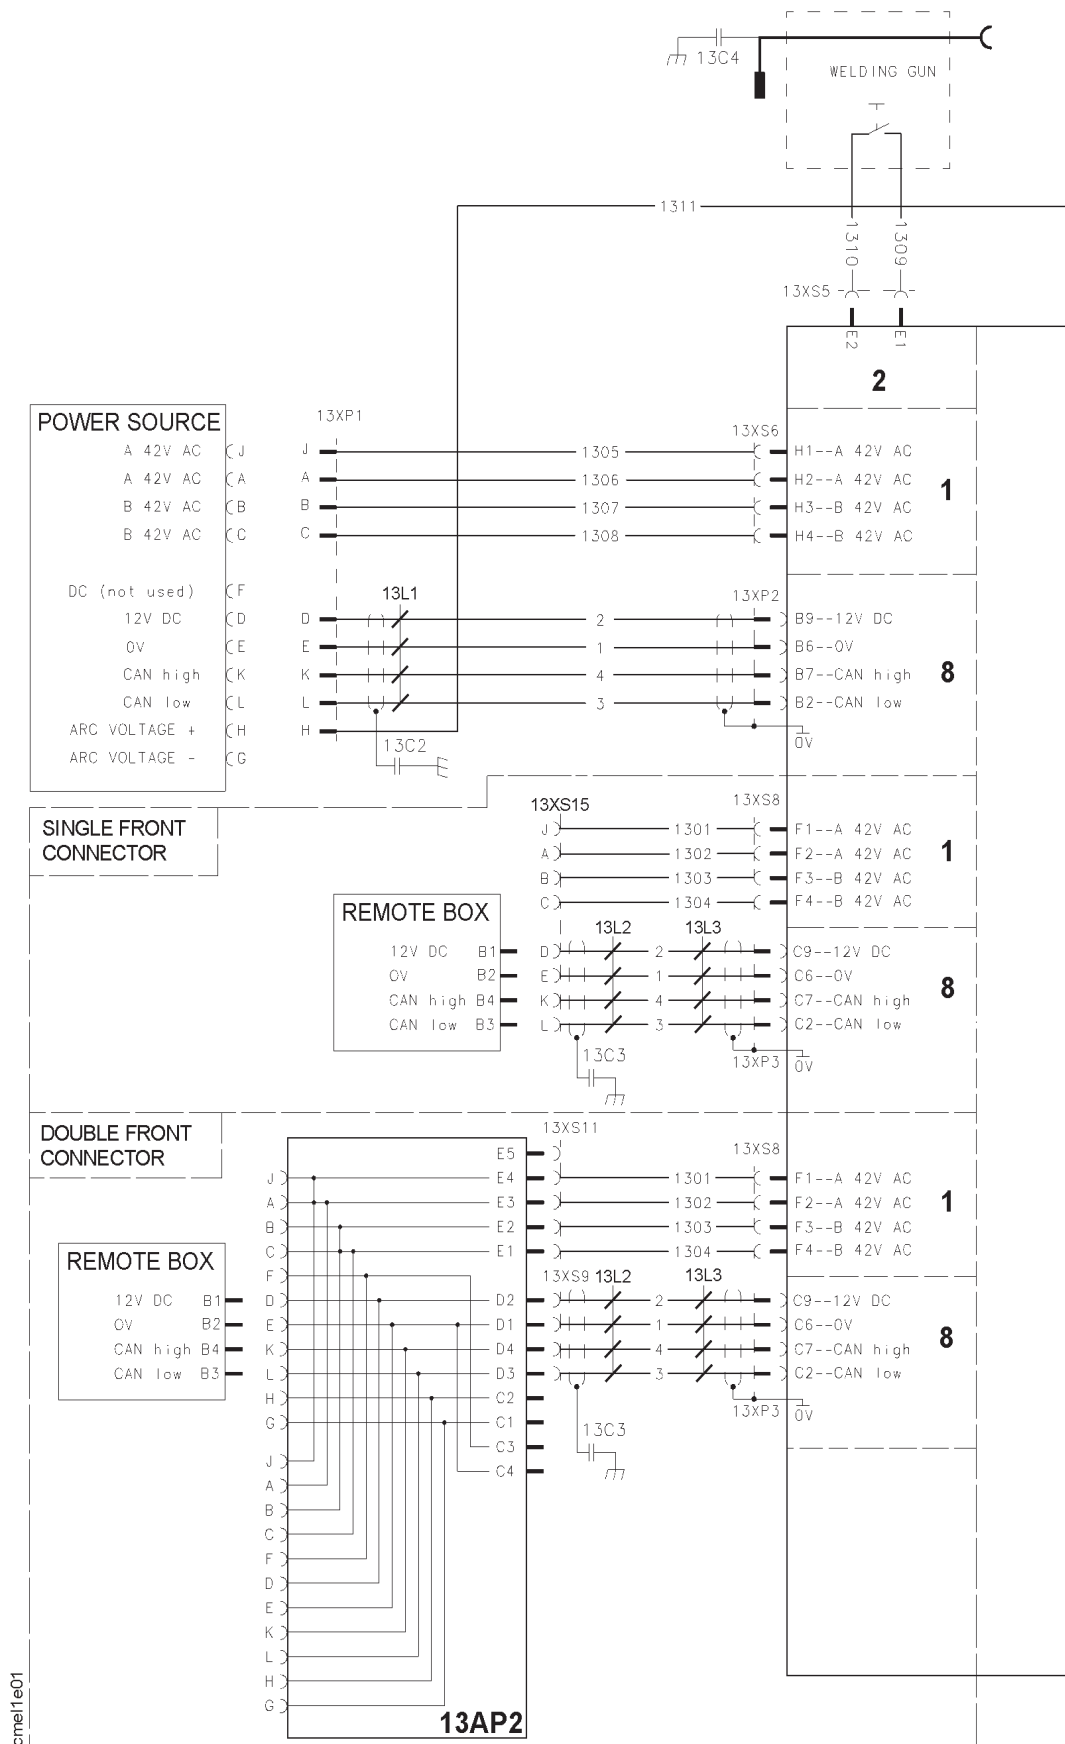 13C4
WELDING GUN
1311
1310
1309
13XS5
E2
E1
2
POWER SOURCE
13XP1
13XS6
A 42V AC J J 1305 H1--A 42V AC
A 42V AC A A 1306 H2--A 42V AC
1
B 42V AC B B 1307 H3--B 42V AC
B 42V AC C C 1308 H4--B 42V AC
DC (not used) F
13L1
13XP2
12V DC D D 2 B9--12V DC
0V E E 1 B6--0V
CAN high K K 4 B7--CAN high
8
CAN low L L 3 B2--CAN low
ARC VOLTAGE + H H
0V
13C2
ARC VOLTAGE - G
SINGLE FRONT
CONNECTOR
13XS15
13XS8
J 1301 F1--A 42V AC
A 1302 F2--A 42V AC
1
B 1303 F3--B 42V AC
C 1304 F4--B 42V AC
REMOTE BOX
13L2
13L3
12V DC B1 D 2 C9--12V DC
0V B2 E 1 C6--0V
8
CAN high B4 K 4 C7--CAN high
CAN low B3 L 3 C2--CAN low
13C3
13XP3
0V
DOUBLE FRONT
CONNECTOR
13XS11
13XS8
E5
J E4 1301 F1--A 42V AC
A E3 1302 F2--A 42V AC
1
B E2 1303 F3--B 42V AC
C E1 1304 F4--B 42V AC
REMOTE BOX
F
13XS9
13L2
13L3
12V DC B1 D D2 2 C9--12V DC
0V B2 E D1 1 C6--0V
8
CAN high B4 K D4 4 C7--CAN high
CAN low B3 L D3 3 C2--CAN low
H C2
13XP3
0V
G C1
13C3
C3
J C4
A
B
C
F
D
E
K
L
H
G
13AP2
cmel1e01